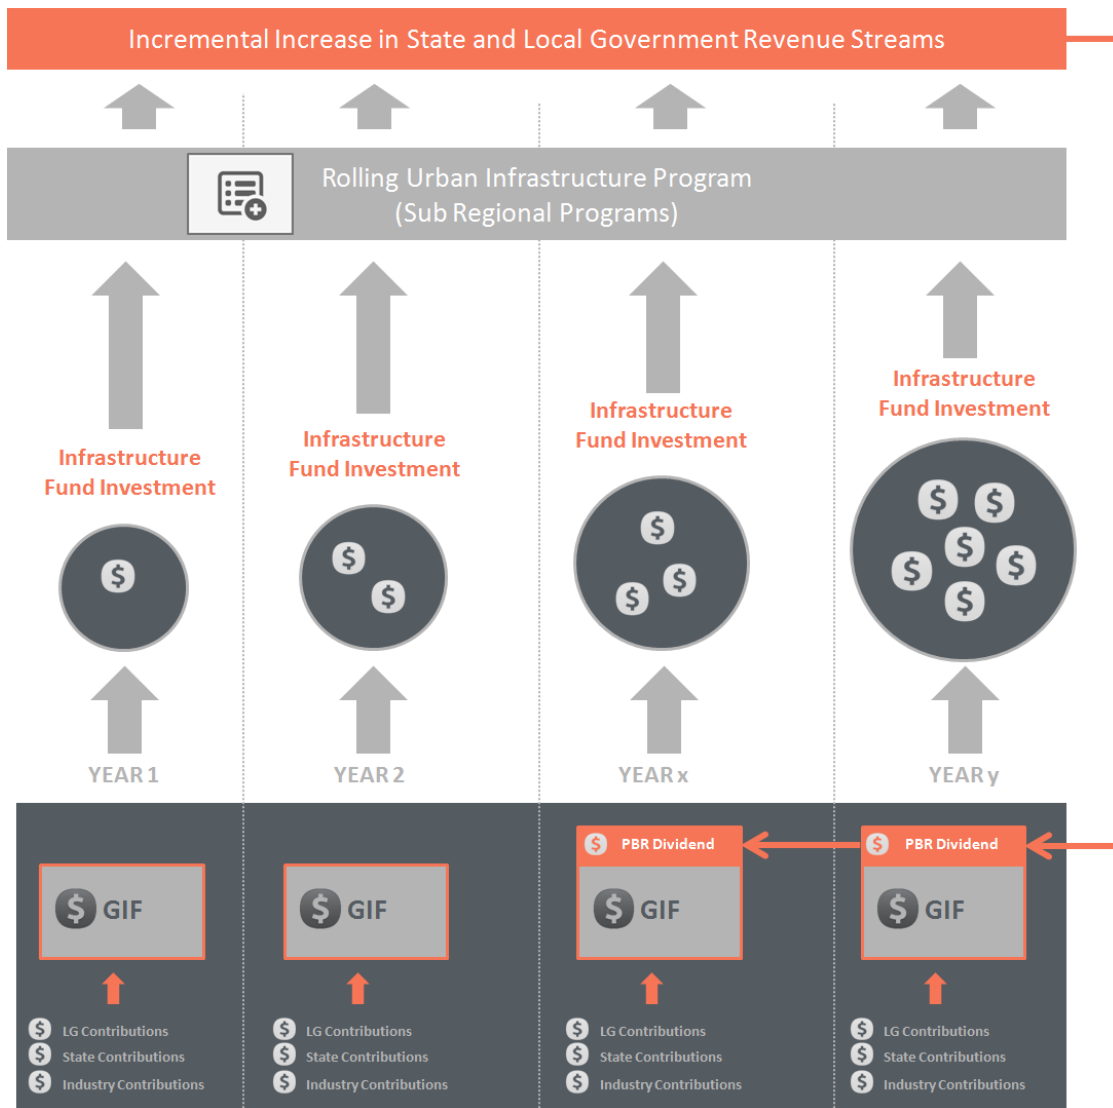 Incremental Increase in State and Local Government Revenue Streams
Rolling Urban Infrastructure Program
(Sub Regional Programs)
Infrastructure
Fund Investment
Infrastructure
Fund Investment
Infrastructure
Fund Investment
Infrastructure
Fund Investment
$
$
$
$
$
$
$
$
$
$
$
$
YEAR 1
YEAR 2
YEAR x
YEAR y
$ PBR Dividend
$ PBR Dividend
$ GIF
$ GIF
$ GIF
$ GIF
$ LG Contributions
$ State Contributions
$ Industry Contributions
$ LG Contributions
$ State Contributions
$ Industry Contributions
$ LG Contributions
$ State Contributions
$ Industry Contributions
$ LG Contributions
$ State Contributions
$ Industry Contributions